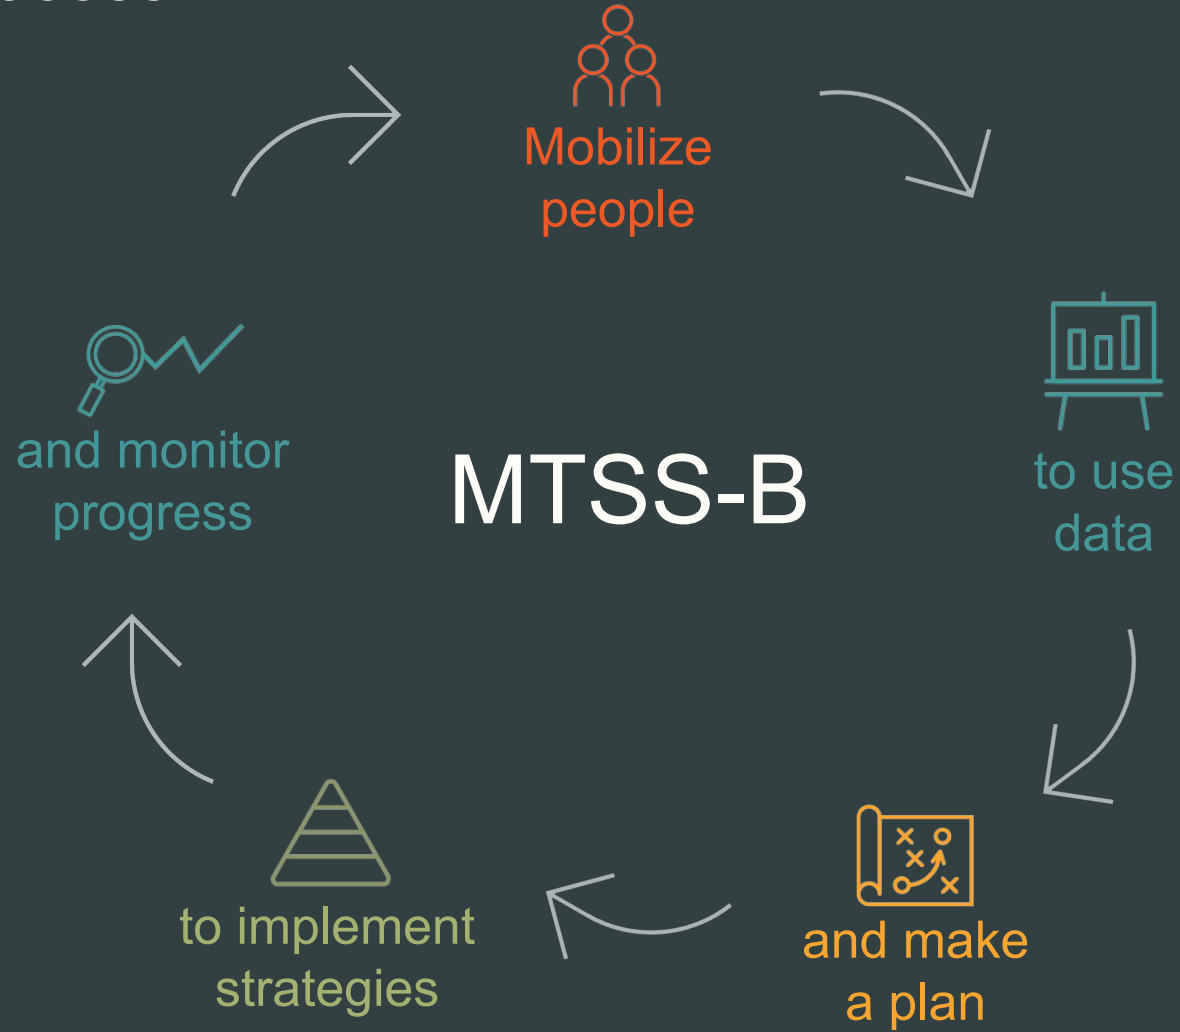 Mobilize
people
to use
data
and make
a plan
to implement
strategies
and monitor
progress
MTSS-B